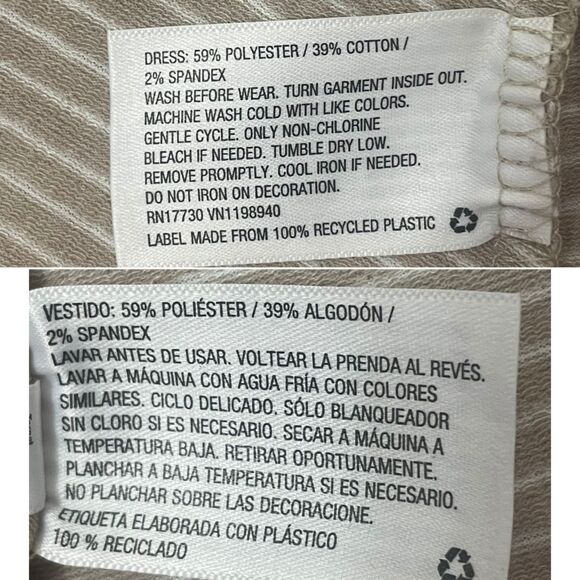 DRESS: 59% POLYESTER / 39% COTTON /
2% SPANDEX
WASH BEFORE WEAR. TURN GARMENT INSIDE OUT.
MACHINE WASH COLD WITH LIKE COLORS.
GENTLE CYCLE. ONLY NON-CHLORINE
BLEACH IF NEEDED. TUMBLE DRY LOW.
REMOVE PROMPTLY. COOL IRON IF NEEDED.
DO NOT IRON ON DECORATION.
RN17730 VN1198940
LABEL MADE FROM 100% RECYCLED PLASTIC
VESTIDO: 59% POLIÉSTER / 39% ALGODÓN /
2% SPANDEX
LAVAR ANTES DE USAR. VOLTEAR LA PRENDA AL REVÉS.
LAVAR A MÁQUINA CON AGUA FRÍA CON COLORES
SIMILARES. CICLO DELICADO. SÓLO BLANQUEADOR
SIN CLORO SI ES NECESARIO. SECAR A MÁQUINA A
TEMPERATURA BAJA. RETIRAR OPORTUNAMENTE.
PLANCHAR A BAJA TEMPERATURA SI ES NECESARIO.
NO PLANCHAR SOBRE LAS DECORACIONE.
ETIQUETA ELABORADA CON PLÁSTICO
100 % RECICLADO